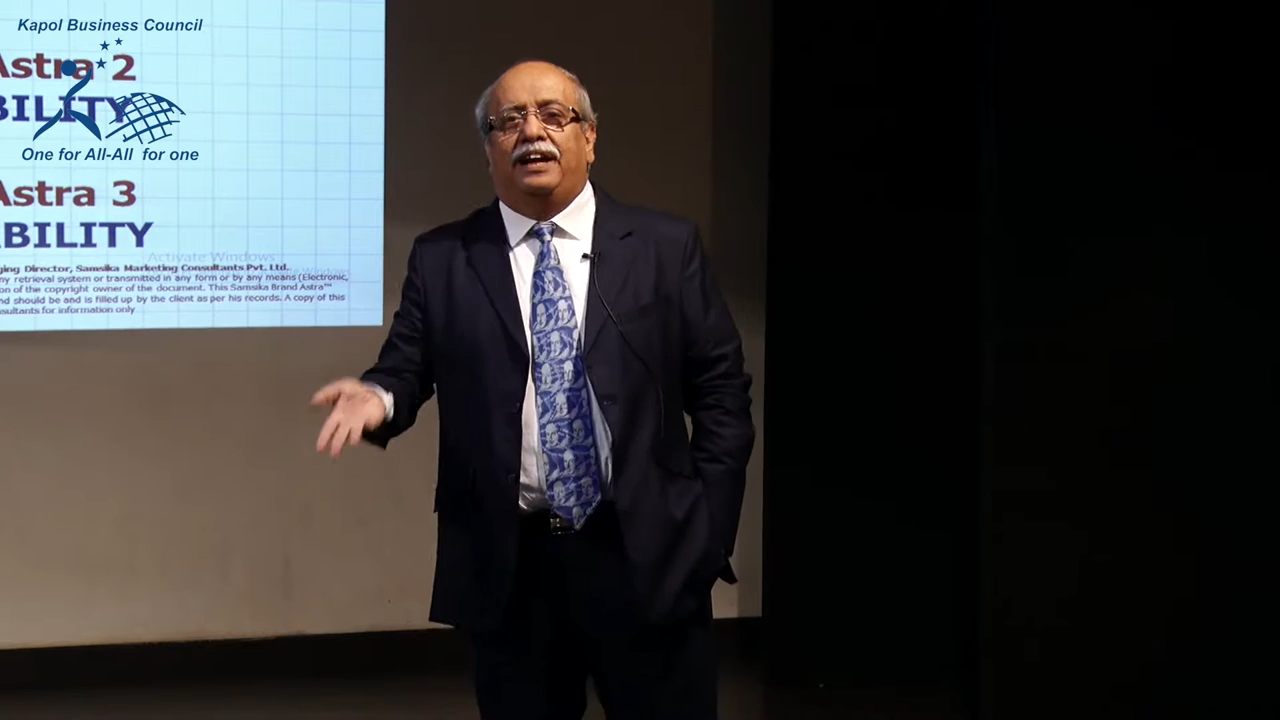 Kapol Business Council
Astra 2
BILITY
One for All-All for one
Astra 3
ABILITY
Activate Windows
ging Director, Samsika Marketing Consultants Pvt. Ltd.
ny retrieval system or transmitted in any form or by any means (Electronic,
on of the copyright owner of the document. This Samsika Brand Astra™
nd should be and is filled up by the client as per his records. A copy of this
sultants for information only